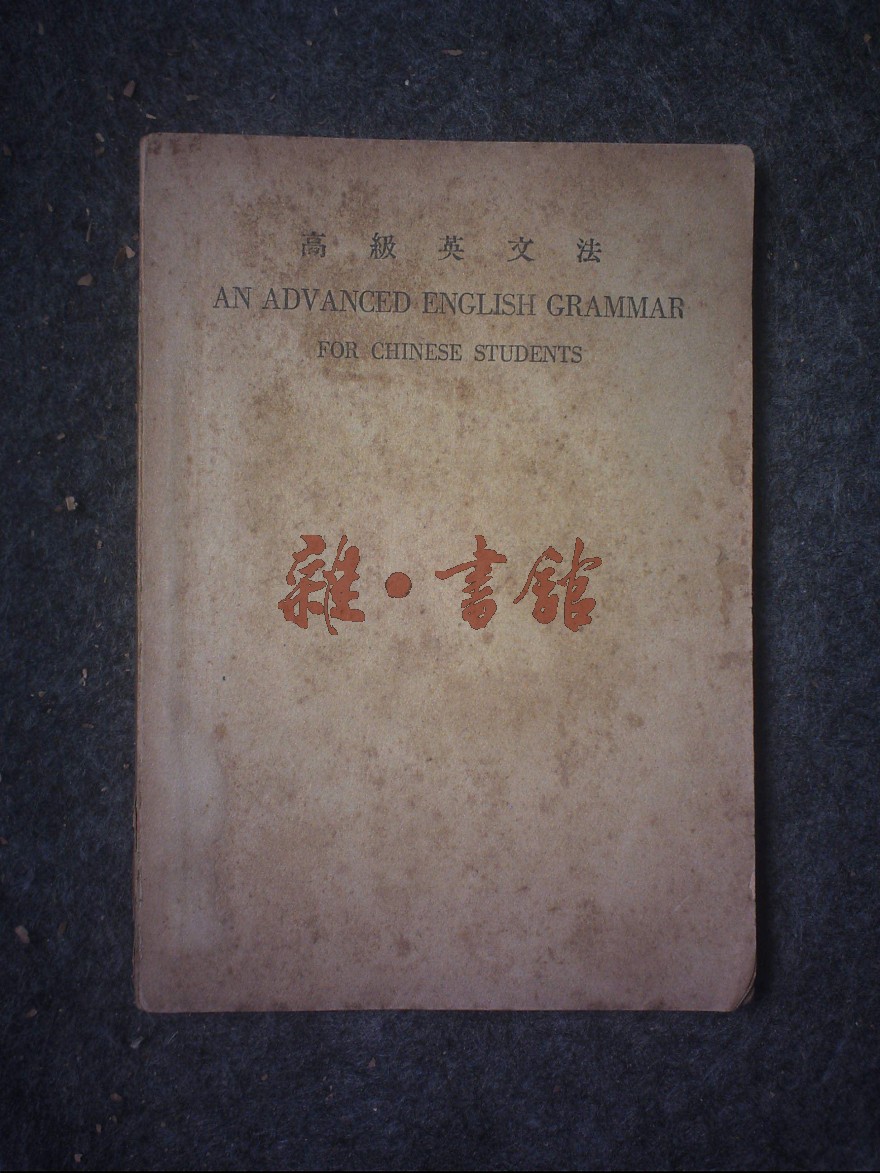 高級英文法
AN ADVANCED ENGLISH GRAMMAR
FOR CHINESE STUDENTS
雜·書館